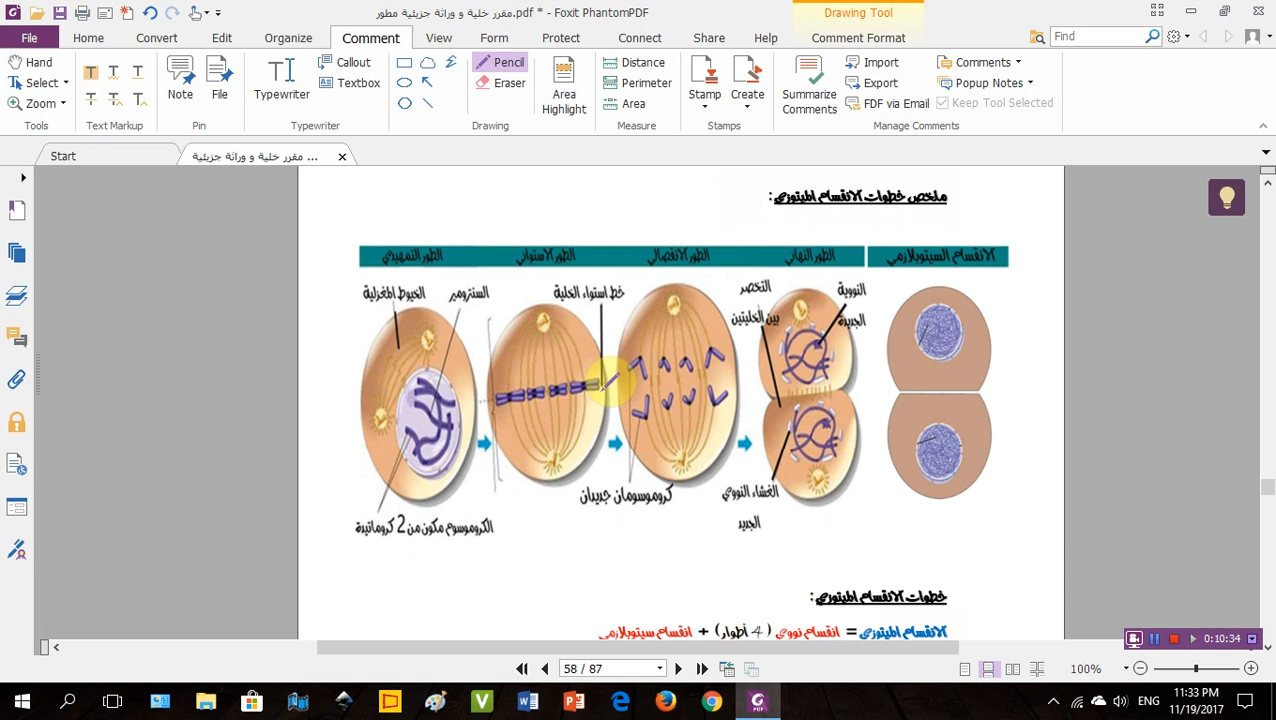 مقرر خلية و وراثة جزيئية مطور.pdf * - Foxit PhantomPDF
Drawing Tool
File Home Convert Edit Organize Comment View Form Protect Connect Share Help Comment Format
Find
Hand
Select
Zoom
Tools
Text Markup
Note
File
Pin
Typewriter
Callout
Textbox
Typewriter
Pencil
Eraser
Area Highlight
Drawing
Distance
Perimeter
Area
Measure
Stamp
Create
Stamps
Summarize Comments
Import
Export
FDF via Email
Comments
Popup Notes
Keep Tool Selected
Manage Comments
Start
مقرر خلية و وراثة جزيئية ...
ملخص خطوات الانقسام الميتوزي :
الطور التمهيدي
الطور الاستوائي
الطور الانفصالي
الطور النهائي
الانقسام السيتوبلازمي
الخيوط المغزلية
السنترومير
خط استواء الخلية
التخصر بين الخليتين
النووية الجديدة
كروموسومان جديدان
الغشاء النووي الجديد
الكروموسوم مكون من 2 كروماتيدة
خطوات الانقسام الميتوزي :
الانقسام الميتوزي = انقسام نووي ( 4 أطوار) + انقسام سيتوبلازمي
0:10:34
58 / 87
100%
ENG
11:33 PM
11/19/2017